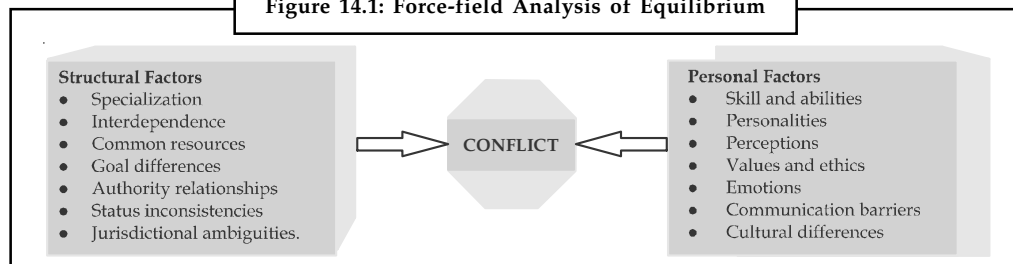 Figure 14.1: Force-field Analysis of Equilibrium
Structural Factors
● Specialization
● Interdependence
● Common resources
● Goal differences
● Authority relationships
● Status inconsistencies
● Jurisdictional ambiguities.
CONFLICT
Personal Factors
● Skill and abilities
● Personalities
● Perceptions
● Values and ethics
● Emotions
● Communication barriers
● Cultural differences